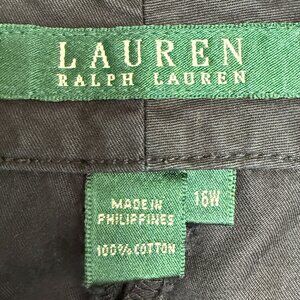 LAUREN
RALPH LAUREN
16W
MADE IN
PHILIPPINES
100% COTTON